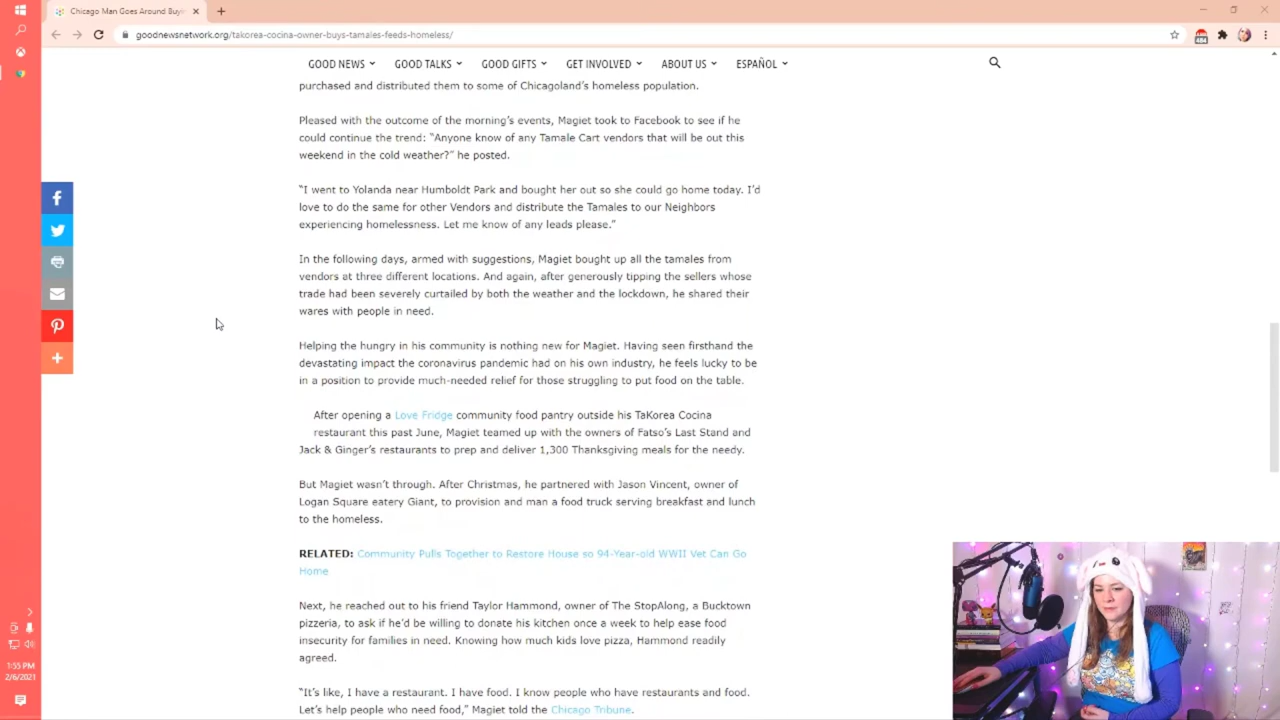 Chicago Man Goes Around Buyi
goodnewsnetwork.org/takorea-cocina-owner-buys-tamales-feeds-homeless/
484
GOOD NEWS GOOD TALKS GOOD GIFTS GET INVOLVED ABOUT US ESPAÑOL
purchased and distributed them to some of Chicagoland's homeless population.
Pleased with the outcome of the morning's events, Magiet took to Facebook to see if he
could continue the trend: "Anyone know of any Tamale Cart vendors that will be out this
weekend in the cold weather?" he posted.
"I went to Yolanda near Humboldt Park and bought her out so she could go home today. I'd
love to do the same for other Vendors and distribute the Tamales to our Neighbors
experiencing homelessness. Let me know of any leads please."
In the following days, armed with suggestions, Magiet bought up all the tamales from
vendors at three different locations. And again, after generously tipping the sellers whose
trade had been severely curtailed by both the weather and the lockdown, he shared their
wares with people in need.
Helping the hungry in his community is nothing new for Magiet. Having seen firsthand the
devastating impact the coronavirus pandemic had on his own industry, he feels lucky to be
in a position to provide much-needed relief for those struggling to put food on the table.
After opening a Love Fridge community food pantry outside his TaKorea Cocina
restaurant this past June, Magiet teamed up with the owners of Fatso's Last Stand and
Jack & Ginger's restaurants to prep and deliver 1,300 Thanksgiving meals for the needy.
But Magiet wasn't through. After Christmas, he partnered with Jason Vincent, owner of
Logan Square eatery Giant, to provision and man a food truck serving breakfast and lunch
to the homeless.
RELATED: Community Pulls Together to Restore House so 94-Year-old WWII Vet Can Go
Home
Next, he reached out to his friend Taylor Hammond, owner of The StopAlong, a Bucktown
pizzeria, to ask if he'd be willing to donate his kitchen once a week to help ease food
insecurity for families in need. Knowing how much kids love pizza, Hammond readily
agreed.
"It's like, I have a restaurant. I have food. I know people who have restaurants and food.
Let's help people who need food," Magiet told the Chicago Tribune.
1:55 PM
2/6/2021